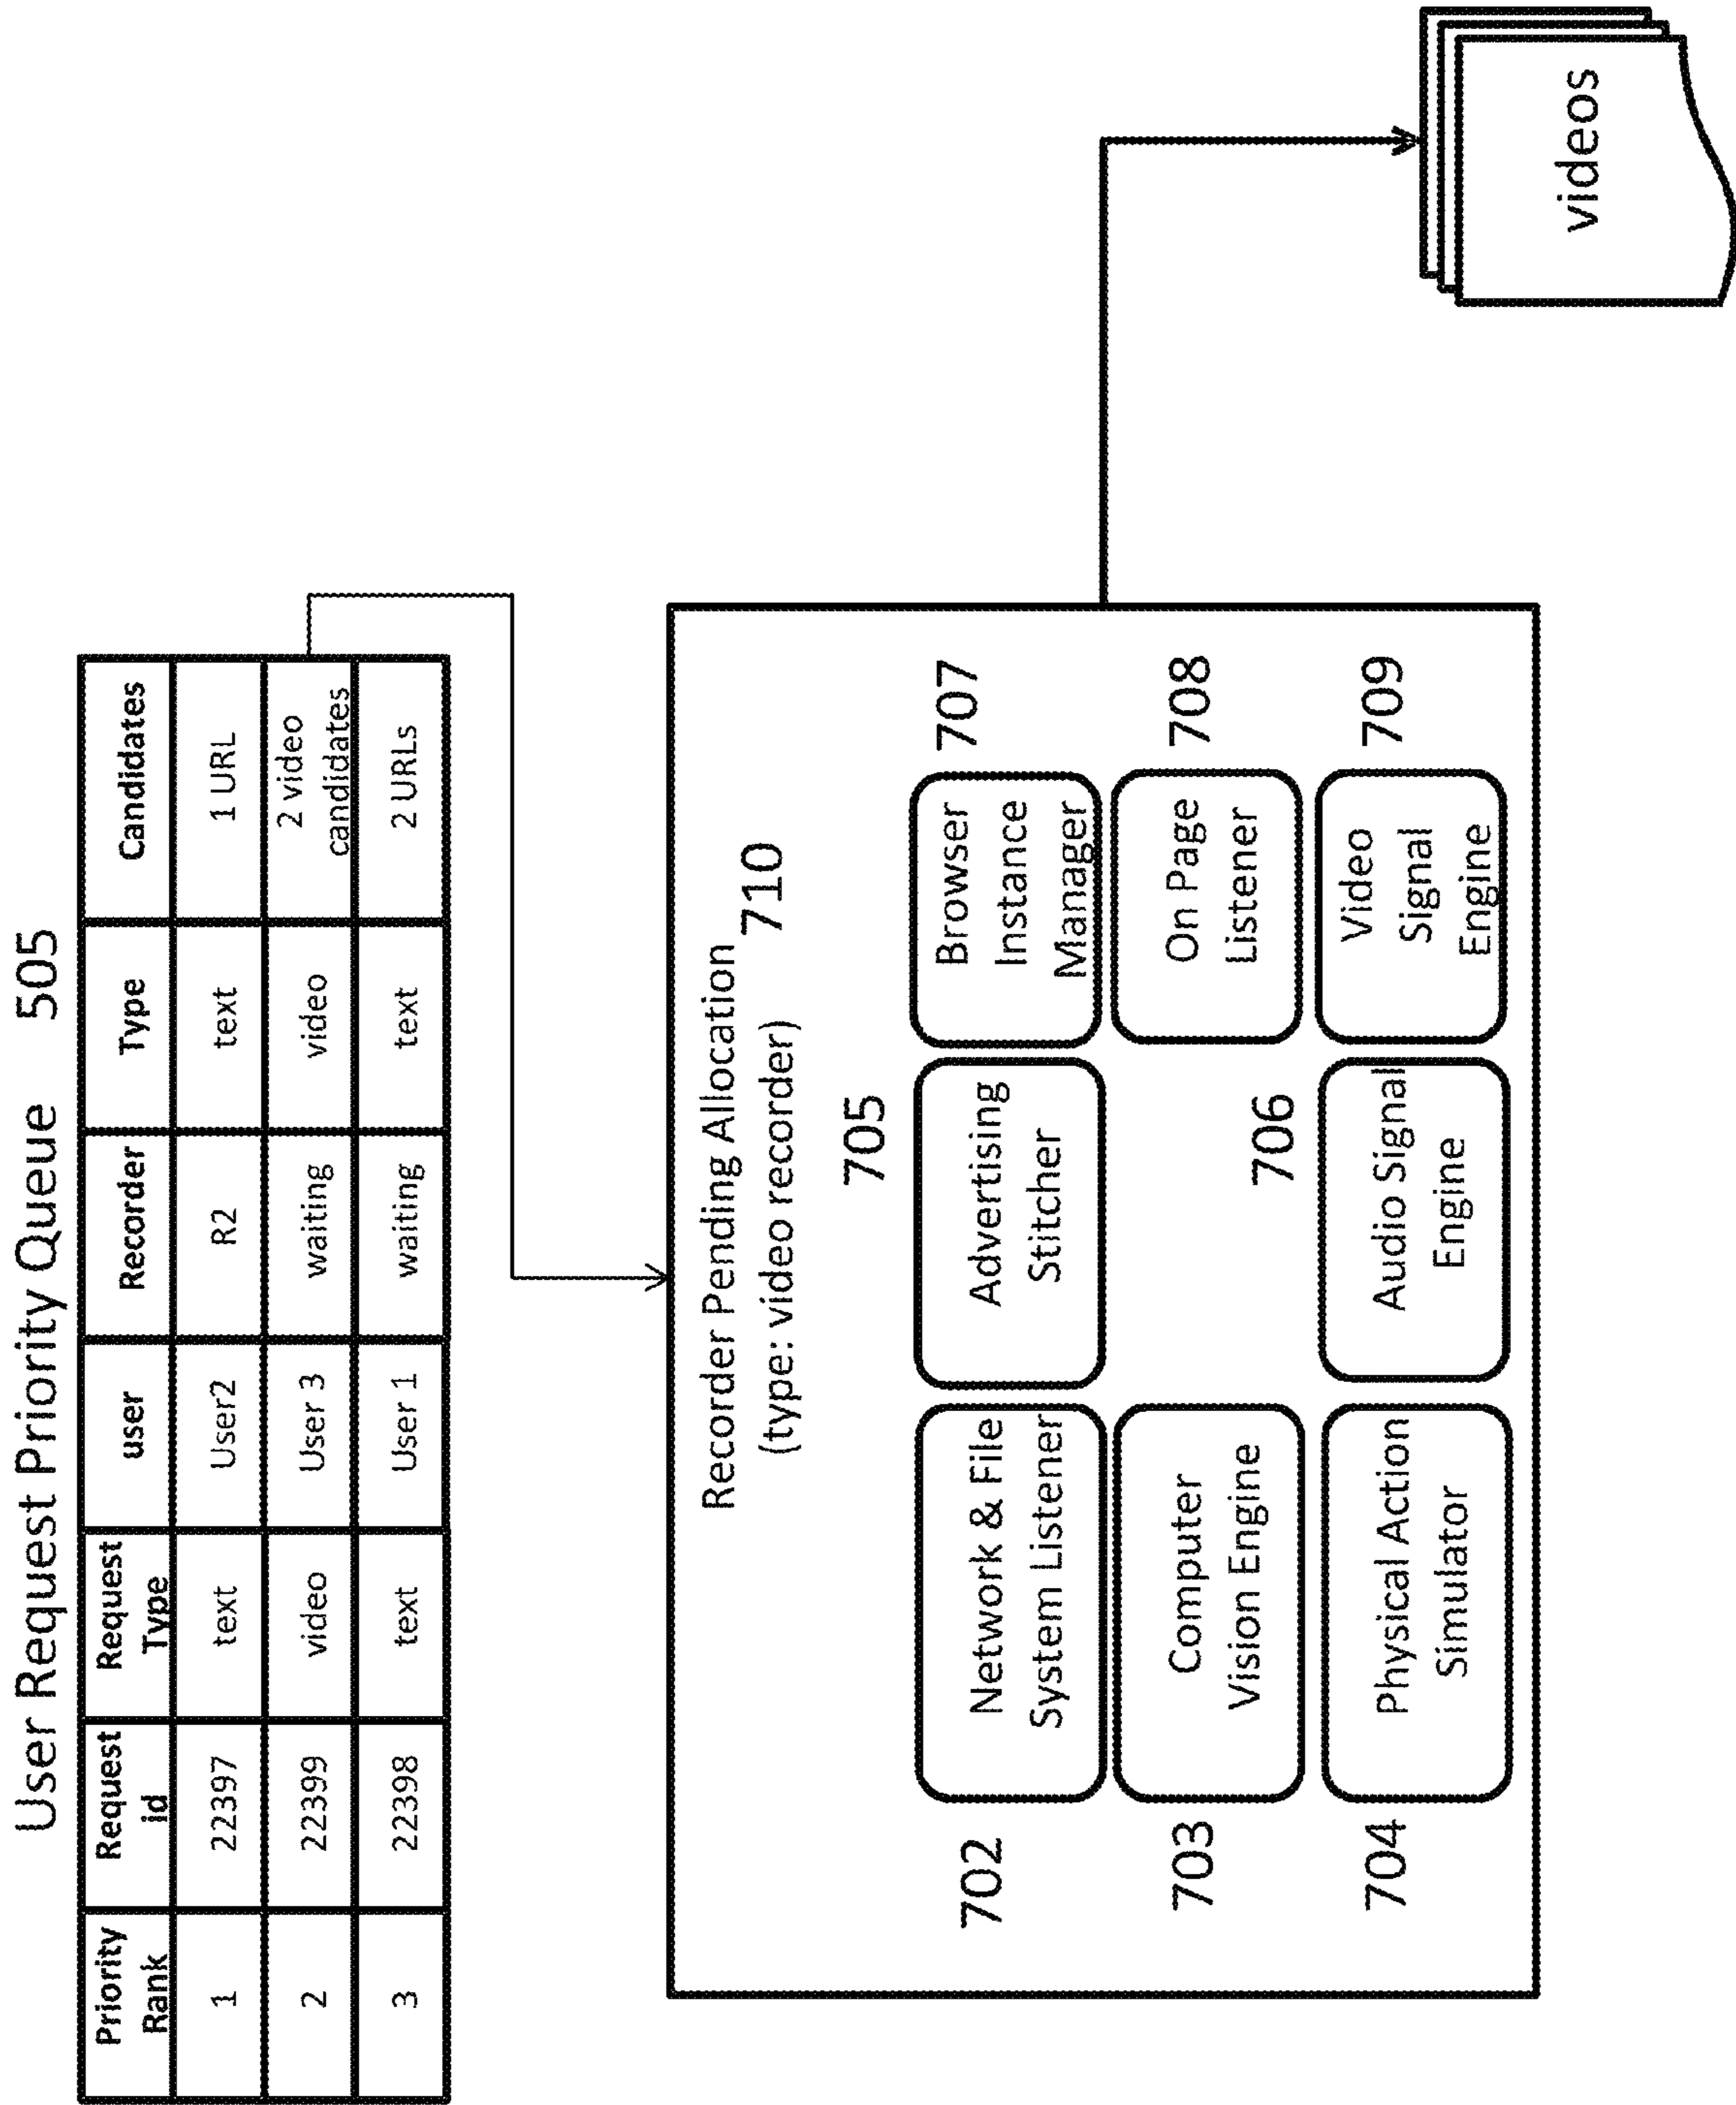 User Request Priority Queue 505
Priority Rank Request id Request Type user Recorder Type Candidates
1 22397 text User2 R2 text 1 URL
2 22399 video User 3 waiting video 2 video candidates
3 22398 text User 1 waiting text 2 URLs
Recorder Pending Allocation
(type: video recorder)
710
702
Network & File
System Listener
705
Advertising
Stitcher
Browser
Instance
Manager
707
703
Computer
Vision Engine
On Page
Listener
708
704
Physical Action
Simulator
706
Audio Signal
Engine
Video
Signal
Engine
709
videos